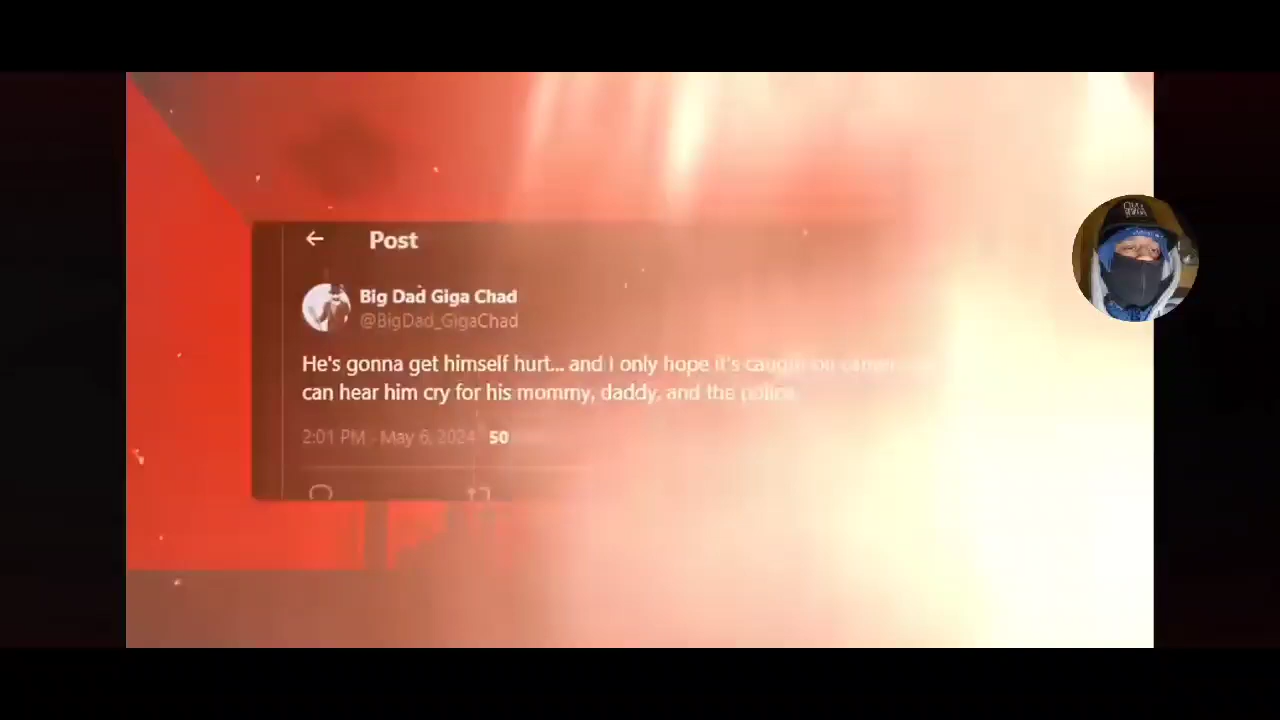 Post
Big Dad Giga Chad
@BigDad_GigaChad
He's gonna get himself hurt... and I only hope it's caught on
can hear him cry for his mommy, daddy, and the police.
2:01 PM · May 6, 2024 50